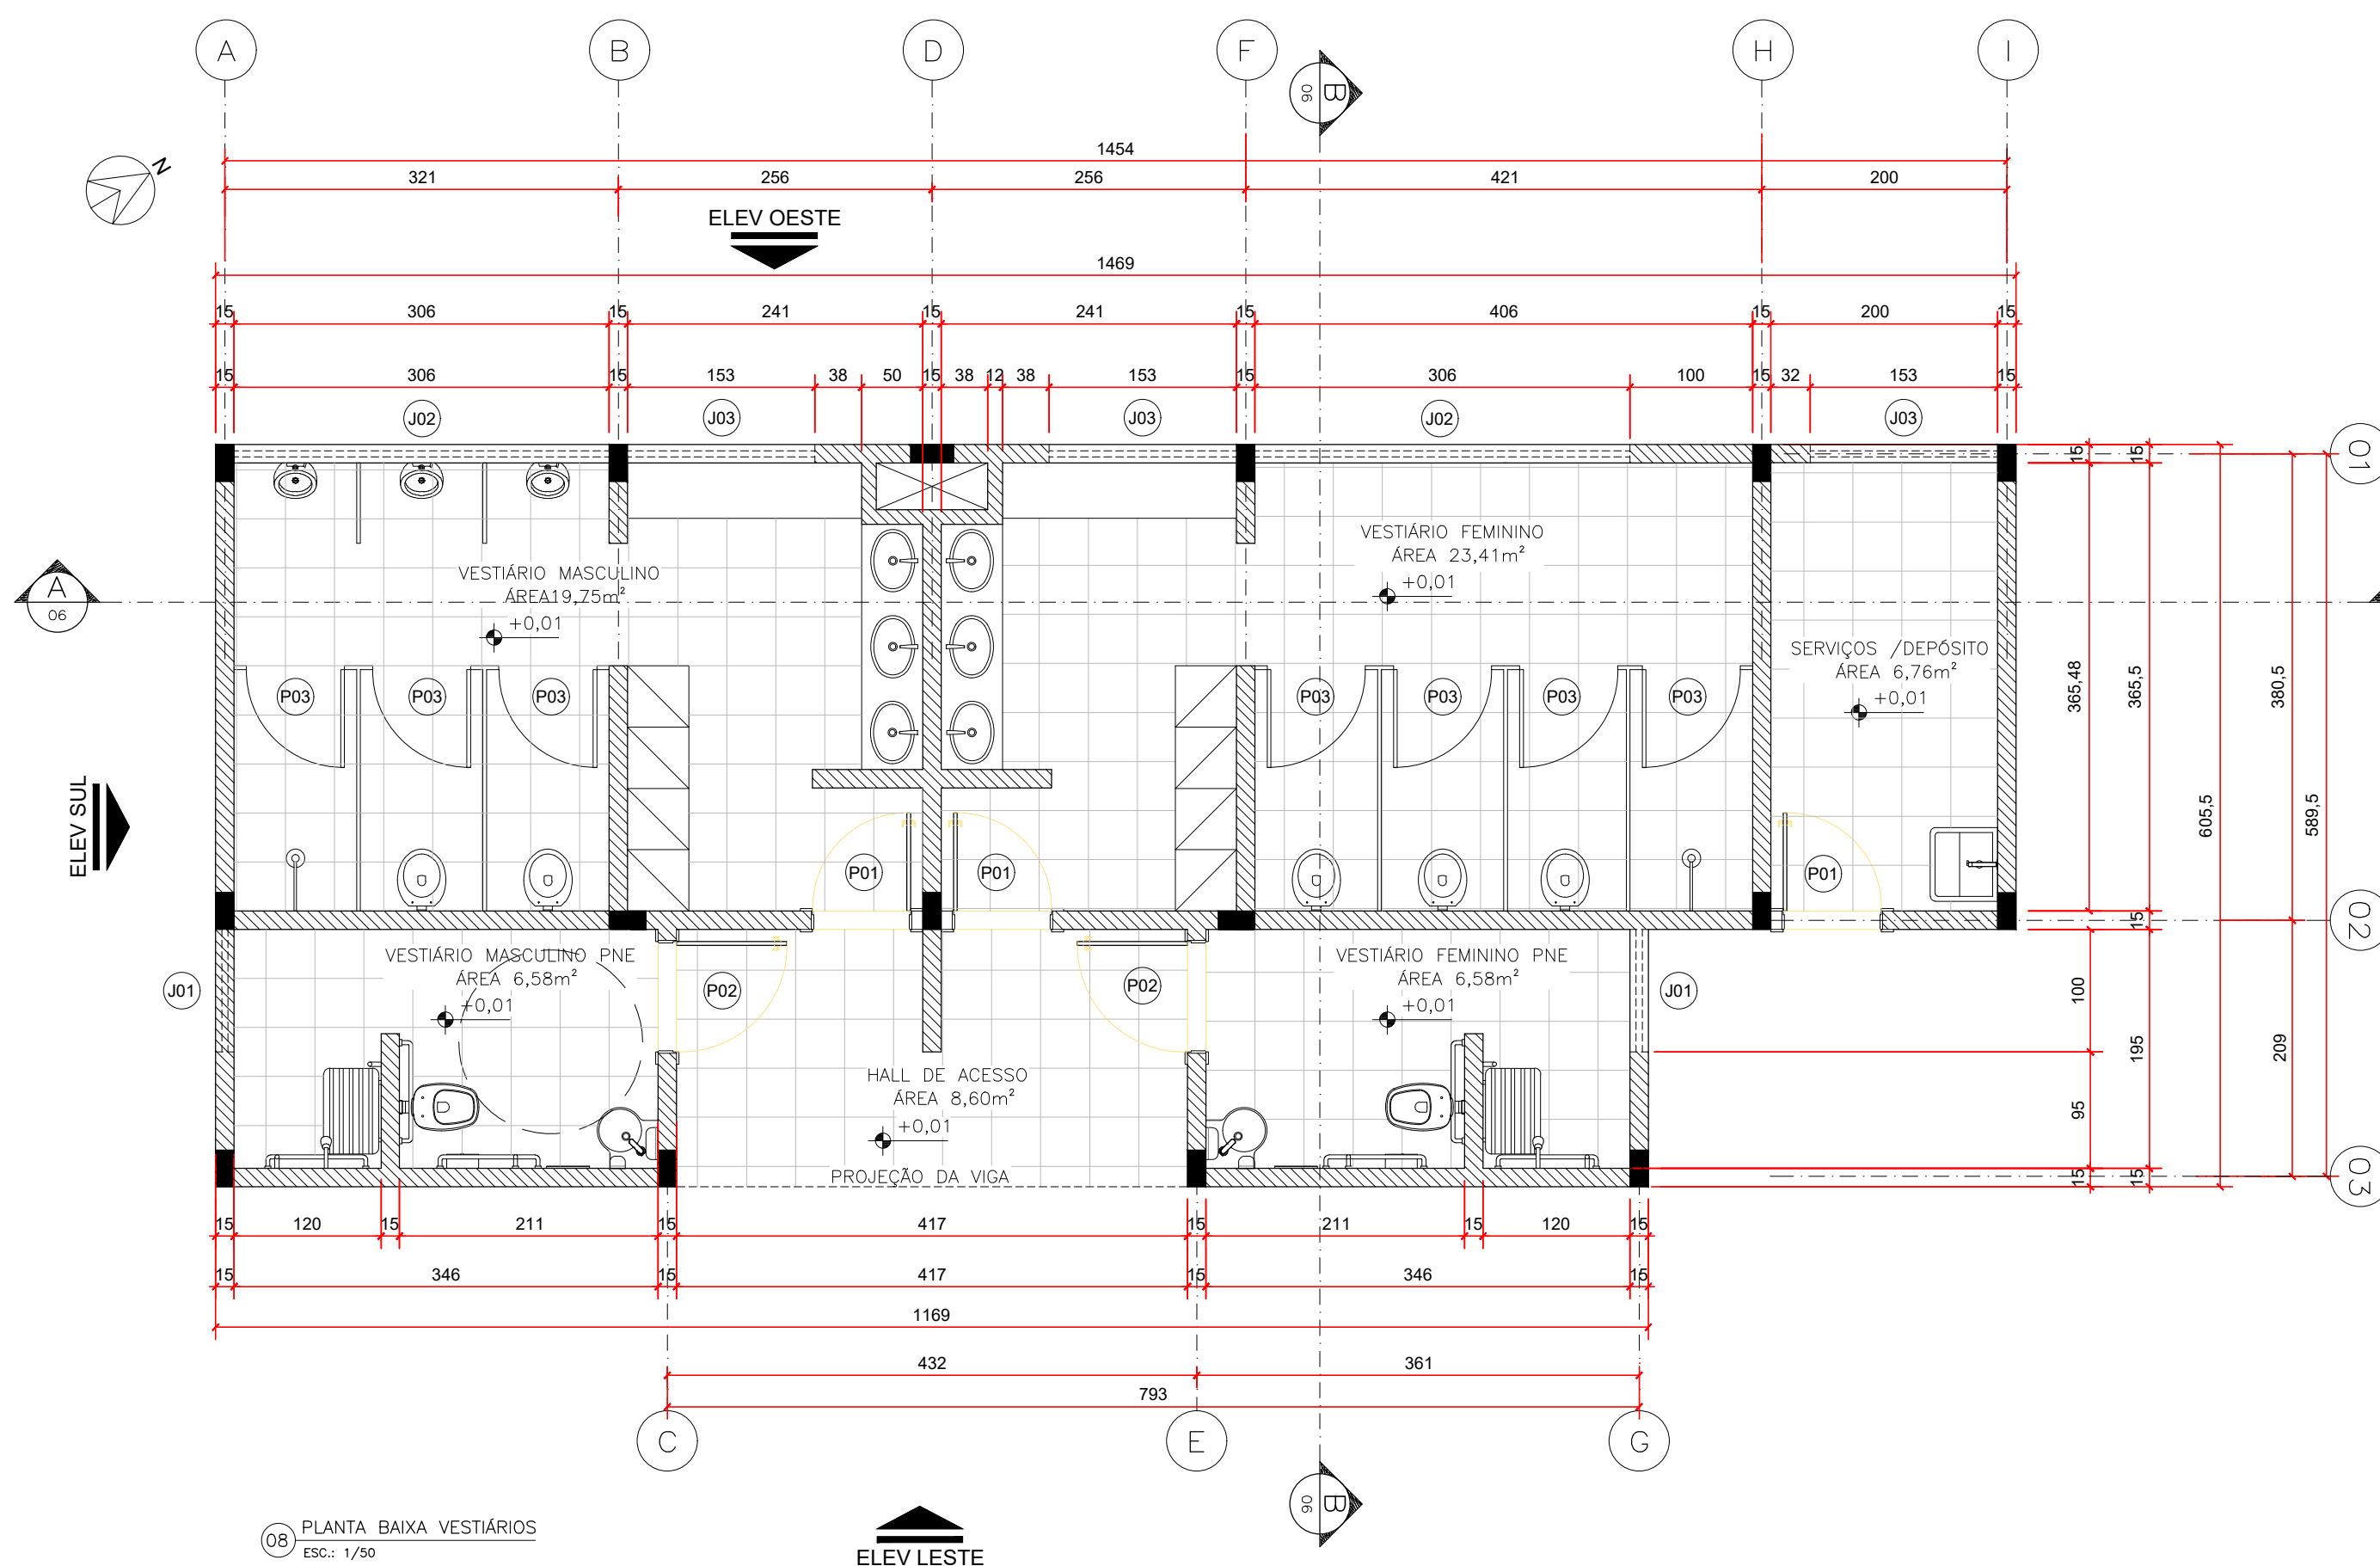 A B D F H I
B
06
N
1454
321 256 256 421 200
ELEV OESTE
1469
15 306 15 241 15 241 15 406 15 200 15
15 306 15 153 38 50 15 38 12 38 153 15 306 100 15 32 153 15
J02 J03 J03 J02 J03
01
15 15
VESTIÁRIO MASCULINO
ÁREA19,75m²
+0,01
VESTIÁRIO FEMININO
ÁREA 23,41m²
+0,01
A
06
SERVIÇOS /DEPÓSITO
ÁREA 6,76m²
+0,01
365,48 365,5 380,5
P03 P03 P03 P03 P03 P03 P03
605,5 589,5
ELEV SUL
P01 P01 P01
15
02
VESTIÁRIO MASCULINO PNE
ÁREA 6,58m²
+0,01
VESTIÁRIO FEMININO PNE
ÁREA 6,58m²
+0,01
J01 P02 P02 J01
100 195 209
95
HALL DE ACESSO
ÁREA 8,60m²
+0,01
PROJEÇÃO DA VIGA
15 15
03
15 120 15 211 15 417 15 211 15 120 15
15 346 15 417 15 346 15
1169
432 361
793
C E G
B
06
08 PLANTA BAIXA VESTIÁRIOS
ESC.: 1/50
ELEV LESTE